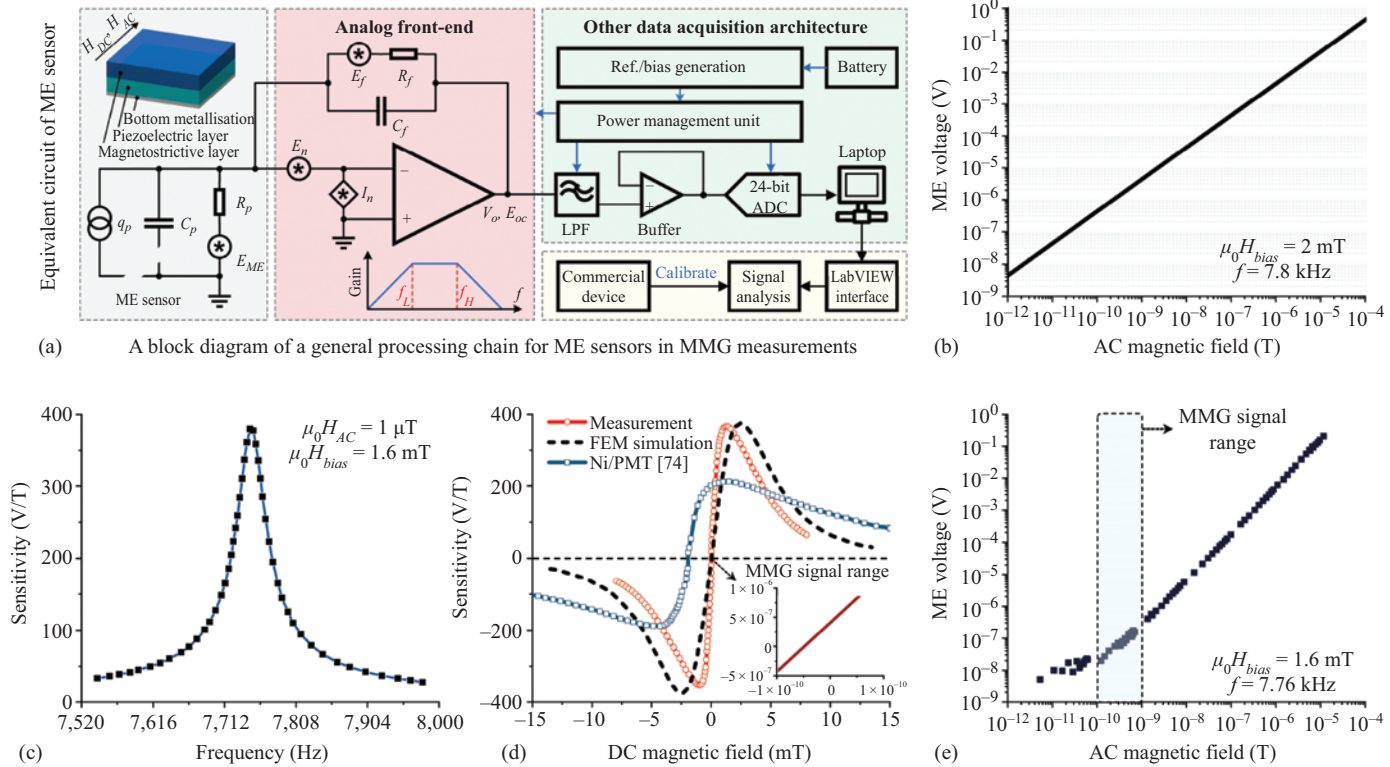 Equivalent circuit of ME sensor
H_DC, H_AC
Bottom metallisation
Piezoelectric layer
Magnetostrictive layer
q_p
C_p
R_p
E_ME
ME sensor
Analog front-end
E_f
R_f
C_f
E_n
I_n
−
+
V_o, E_oc
Gain
f_L
f_H
f
Other data acquisition architecture
Ref./bias generation
Battery
Power management unit
Laptop
LPF
−
+
Buffer
24-bit
ADC
Commercial
device
Calibrate
Signal
analysis
LabVIEW
interface
(a) A block diagram of a general processing chain for ME sensors in MMG measurements
ME voltage (V)
10^1
10^0
10^−1
10^−2
10^−3
10^−4
10^−5
10^−6
10^−7
10^−8
10^−9
μ_0H_bias = 2 mT
f = 7.8 kHz
10^−12 10^−11 10^−10 10^−9 10^−8 10^−7 10^−6 10^−5 10^−4
(b) AC magnetic field (T)
Sensitivity (V/T)
400
350
300
250
200
150
100
50
0
μ_0H_AC = 1 μT
μ_0H_bias = 1.6 mT
7,520 7,616 7,712 7,808 7,904 8,000
(c) Frequency (Hz)
Sensitivity (V/T)
400
200
0
−200
−400
Measurement
FEM simulation
Ni/PMT [74]
MMG signal range
1 × 10^−6
5 × 10^−7
0
−5 × 10^−7
−1 × 10^−10 0 1 × 10^−10
−15 −10 −5 0 5 10 15
(d) DC magnetic field (mT)
ME voltage (V)
10^0
10^−1
10^−2
10^−3
10^−4
10^−5
10^−6
10^−7
10^−8
10^−9
MMG signal
range
μ_0H_bias = 1.6 mT
f = 7.76 kHz
10^−12 10^−11 10^−10 10^−9 10^−8 10^−7 10^−6 10^−5 10^−4
(e) AC magnetic field (T)